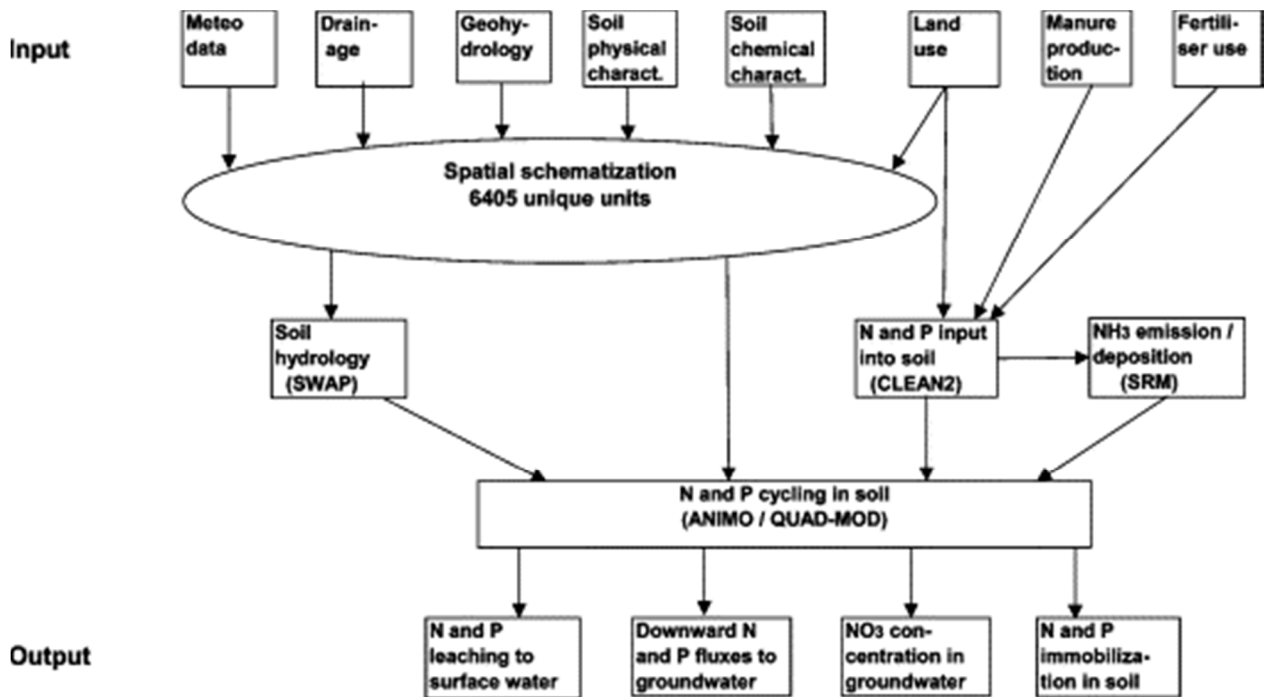 Input
Meteo
data
Drain-
age
Geohy-
drology
Soil
physical
charact.
Soil
chemical
charact.
Land
use
Manure
produc-
tion
Fertili-
ser use
Spatial schematization
6405 unique units
Soil
hydrology
(SWAP)
N and P input
into soil
(CLEAN2)
NH3 emission /
deposition
(SRM)
N and P cycling in soil
(ANIMO / QUAD-MOD)
Output
N and P
leaching to
surface water
Downward N
and P fluxes to
groundwater
NO3 con-
centration in
groundwater
N and P
immobiliza-
tion in soil